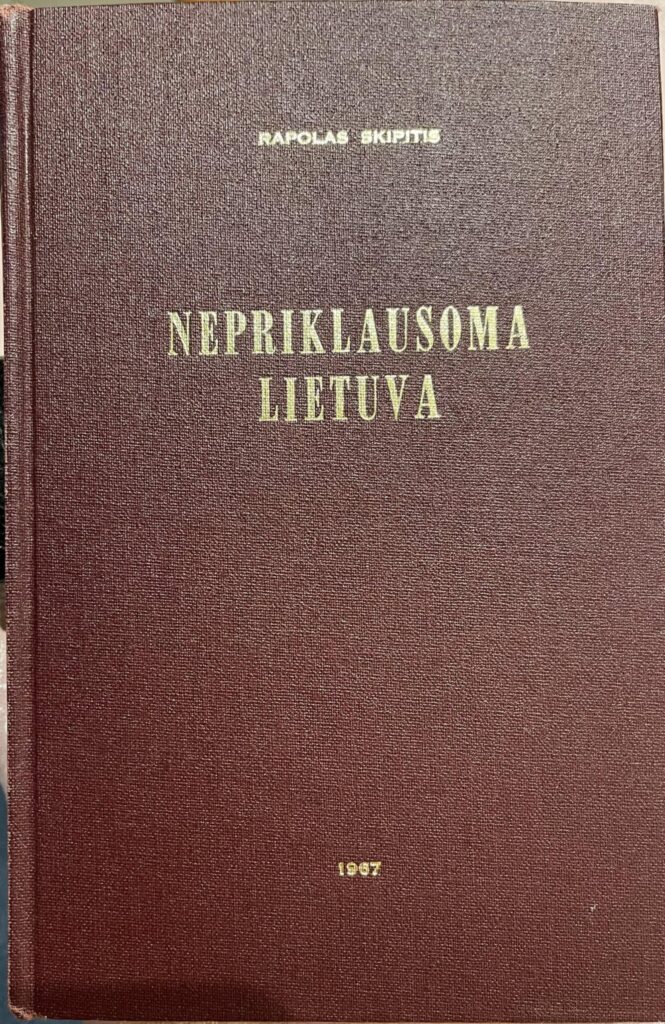 RAPOLAS SKIPITIS
NEPRIKLAUSOMA
LIETUVA
1967